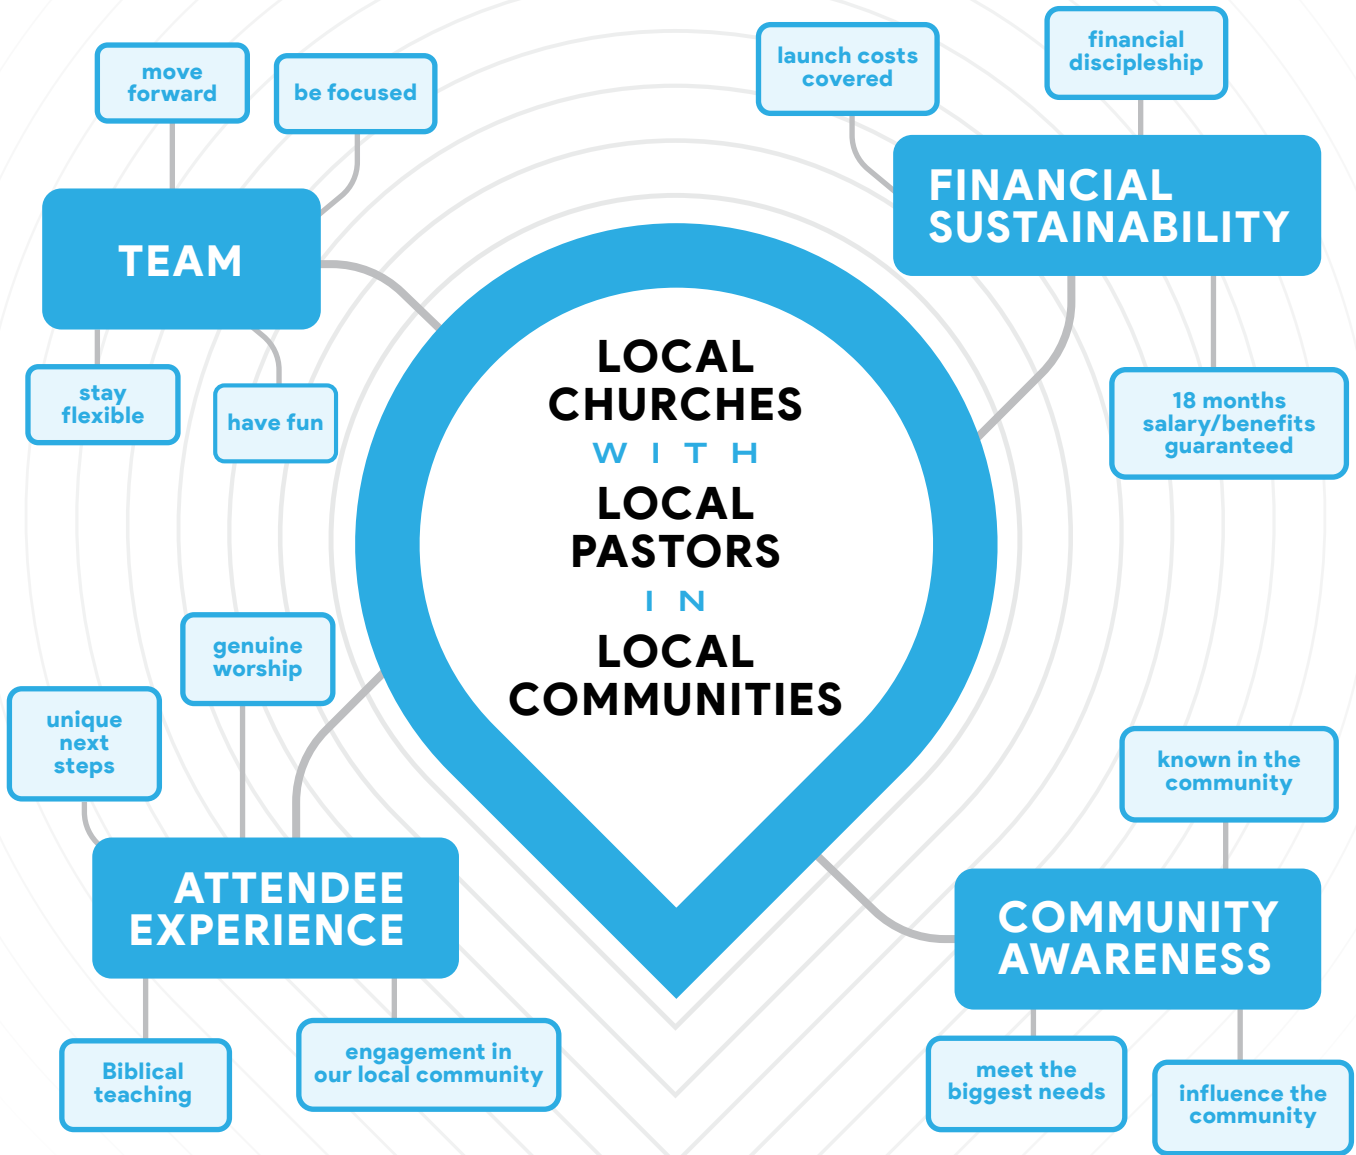 move
forward
be focused
TEAM
stay
flexible
have fun
launch costs
covered
financial
discipleship
FINANCIAL
SUSTAINABILITY
18 months
salary/benefits
guaranteed
LOCAL
CHURCHES
WITH
LOCAL
PASTORS
IN
LOCAL
COMMUNITIES
genuine
worship
unique
next
steps
ATTENDEE
EXPERIENCE
Biblical
teaching
engagement in
our local community
known in the
community
COMMUNITY
AWARENESS
meet the
biggest needs
influence the
community